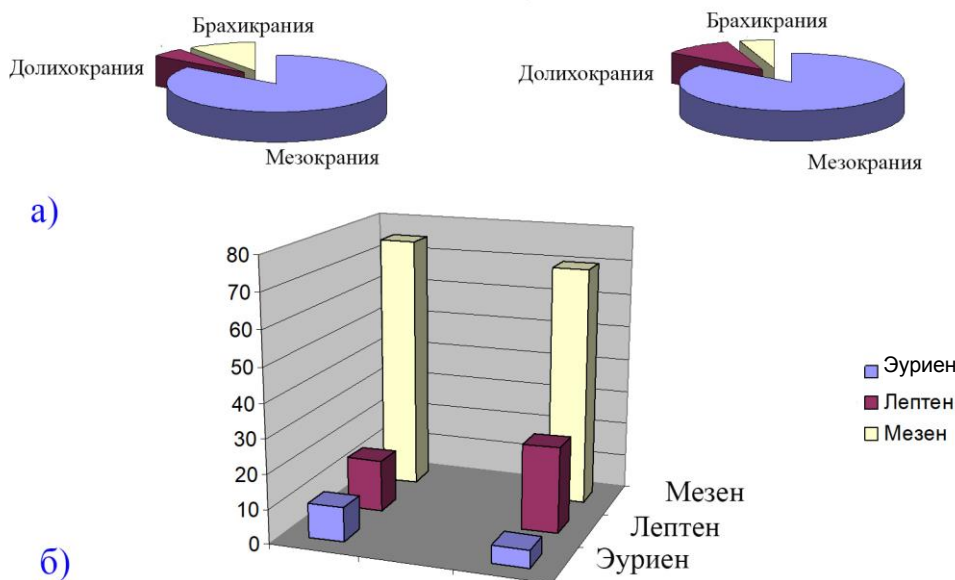 Брахикрания
Долихокрания
Мезокрания
Брахикрания
Долихокрания
Мезокрания
а)
80
70
60
50
40
30
20
10
0
Мезен
Лептен
Эуриен
Эуриен
Лептен
Мезен
б)